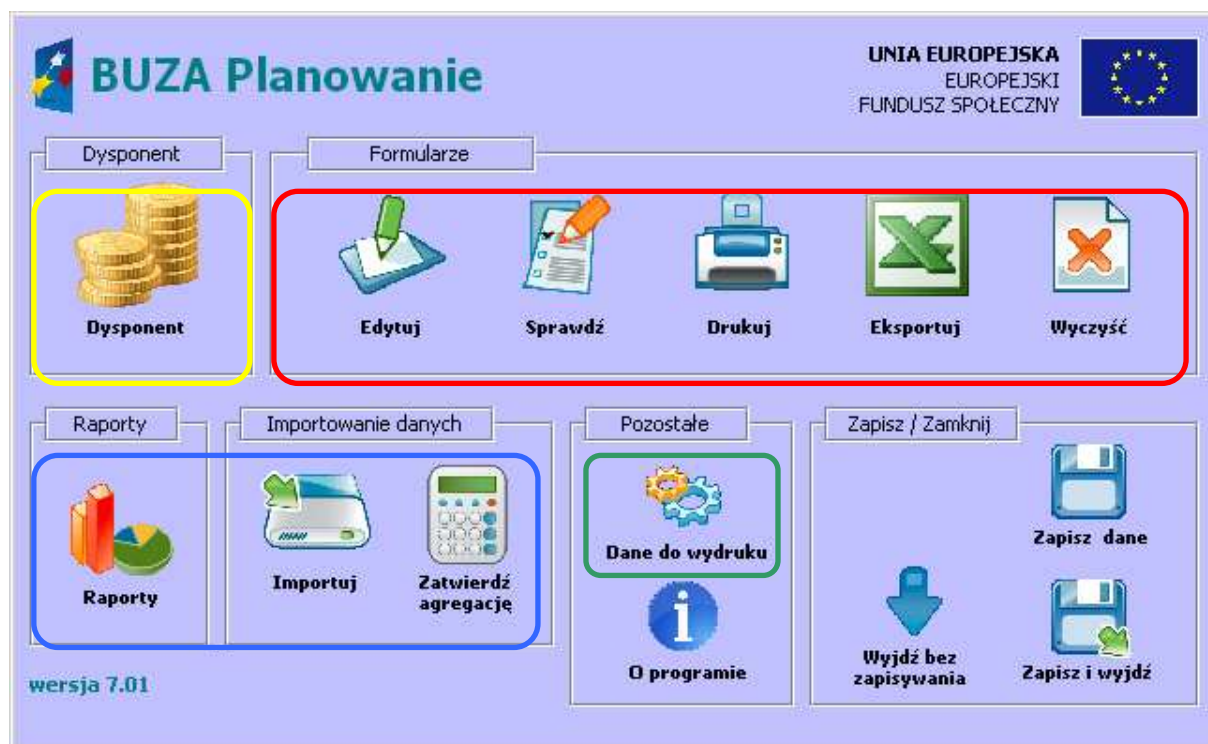 BUZA Planowanie
UNIA EUROPEJSKA
EUROPEJSKI
FUNDUSZ SPOŁECZNY
Dysponent
Formularze
Dysponent
Edytuj
Sprawdź
Drukuj
Eksportuj
Wyczyść
Raporty
Importowanie danych
Pozostałe
Zapisz / Zamknij
Raporty
Importuj
Zatwierdź
agregację
Dane do wydruku
O programie
Zapisz dane
Wyjdź bez
zapisywania
Zapisz i wyjdź
wersja 7.01